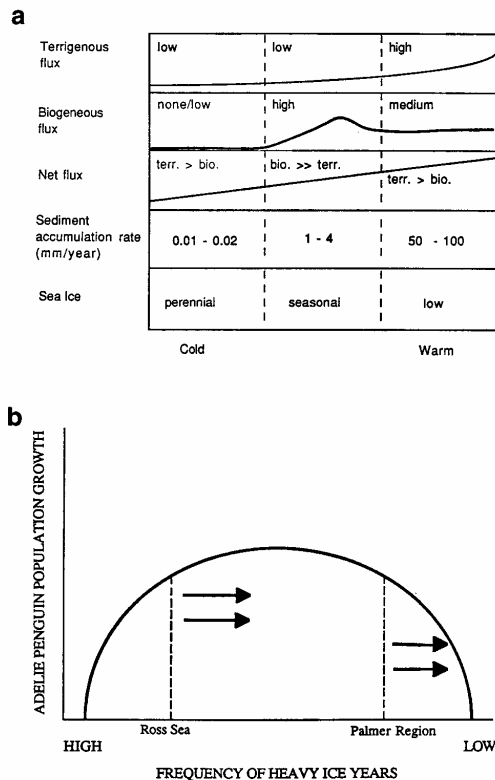 a
Terrigenous
flux
low
low
high
Biogeneous
flux
none/low
high
medium
Net flux
terr. > bio.
bio. >> terr.
terr. > bio.
Sediment
accumulation rate
(mm/year)
0.01 - 0.02
1 - 4
50 - 100
Sea Ice
perennial
seasonal
low
Cold
Warm
b
ADELIE PENGUIN POPULATION GROWTH
Ross Sea
Palmer Region
HIGH
LOW
FREQUENCY OF HEAVY ICE YEARS